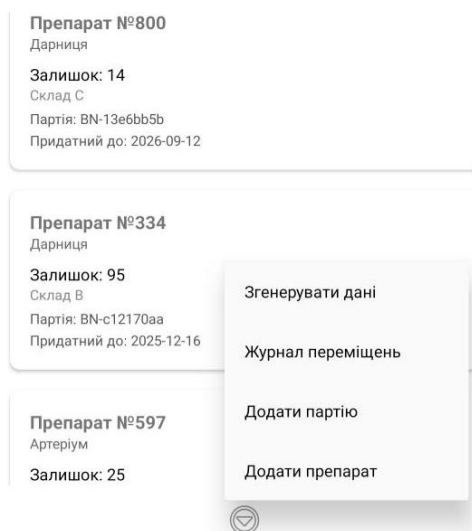 Препарат №800
Дарниця
Залишок: 14
Склад С
Партія: BN-13e6bb5b
Придатний до: 2026-09-12
Препарат №334
Дарниця
Залишок: 95
Склад В
Партія: BN-c12170aa
Придатний до: 2025-12-16
Препарат №597
Артеріум
Залишок: 25
Згенерувати дані
Журнал переміщень
Додати партію
Додати препарат